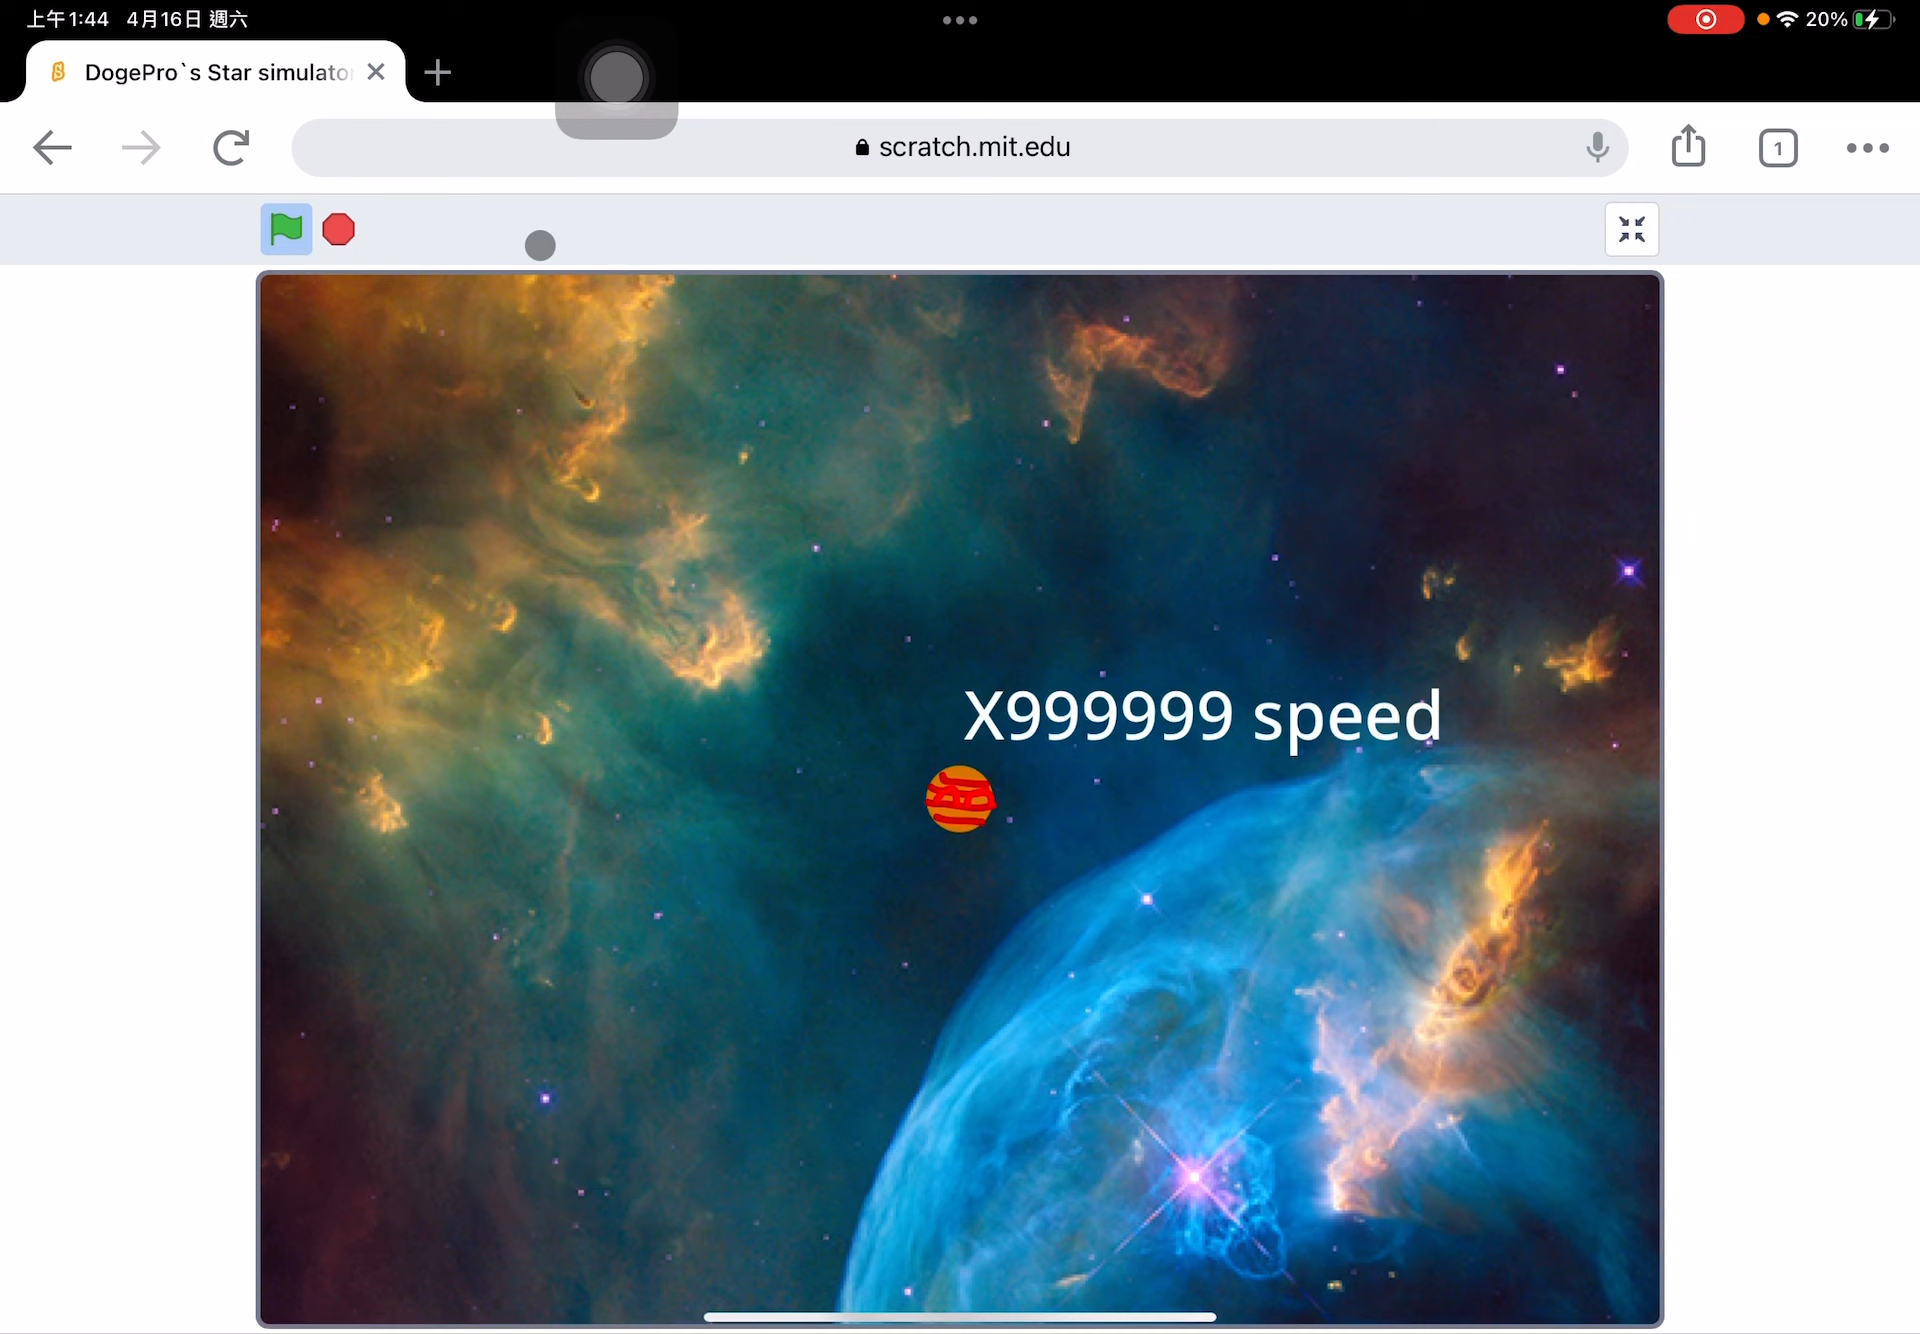 上午1:44 4月16日 週六
20%
DogePro`s Star simulato
scratch.mit.edu
1
X999999 speed